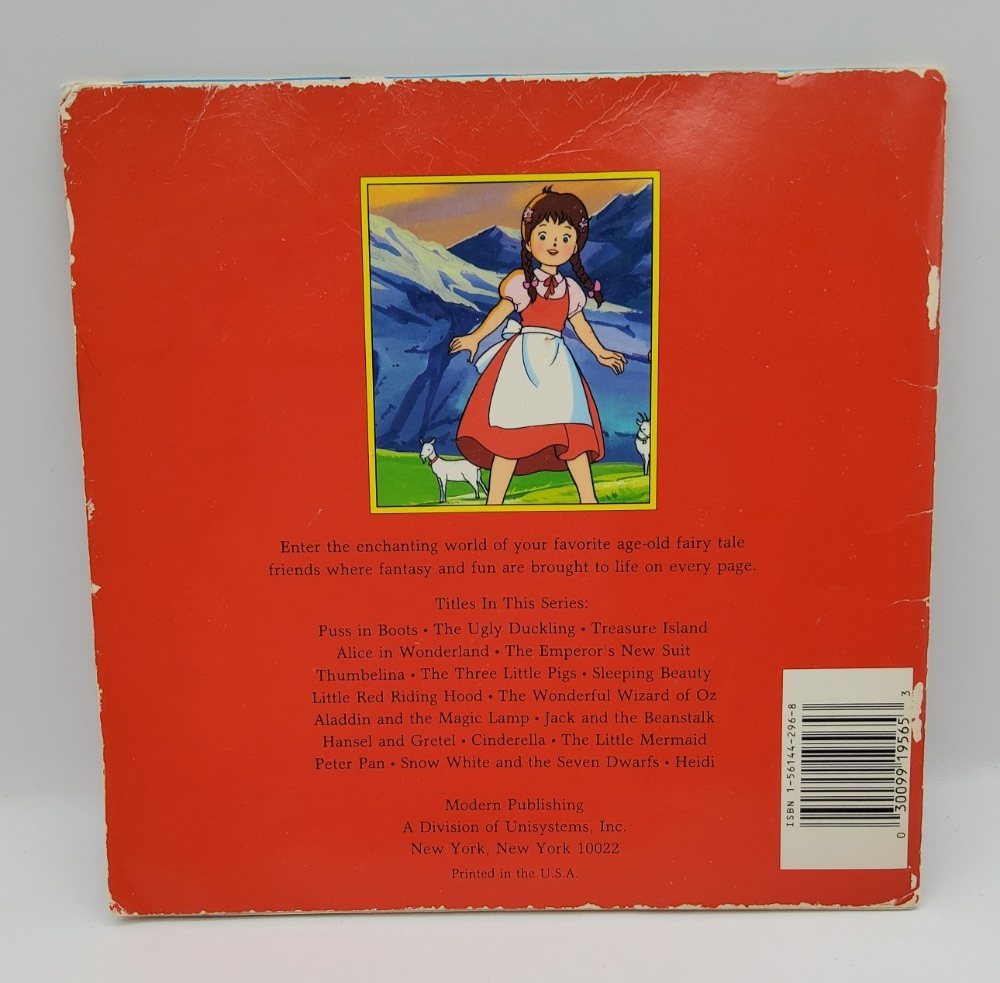 Enter the enchanting world of your favorite age-old fairy tale
friends where fantasy and fun are brought to life on every page.
Titles In This Series:
Puss in Boots • The Ugly Duckling • Treasure Island
Alice in Wonderland • The Emperor's New Suit
Thumbelina • The Three Little Pigs • Sleeping Beauty
Little Red Riding Hood • The Wonderful Wizard of Oz
Aladdin and the Magic Lamp • Jack and the Beanstalk
Hansel and Gretel • Cinderella • The Little Mermaid
Peter Pan • Snow White and the Seven Dwarfs • Heidi
Modern Publishing
A Division of Unisystems, Inc.
New York, New York 10022
Printed in the U.S.A.
ISBN 1-56144-296-8
0 30099 19565 3